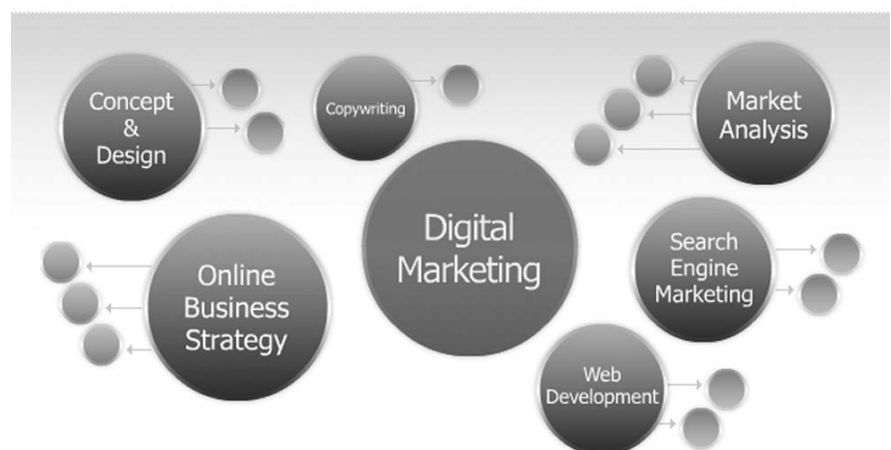 Concept
&
Design
Copywriting
Market
Analysis
Digital
Marketing
Search
Engine
Marketing
Online
Business
Strategy
Web
Development